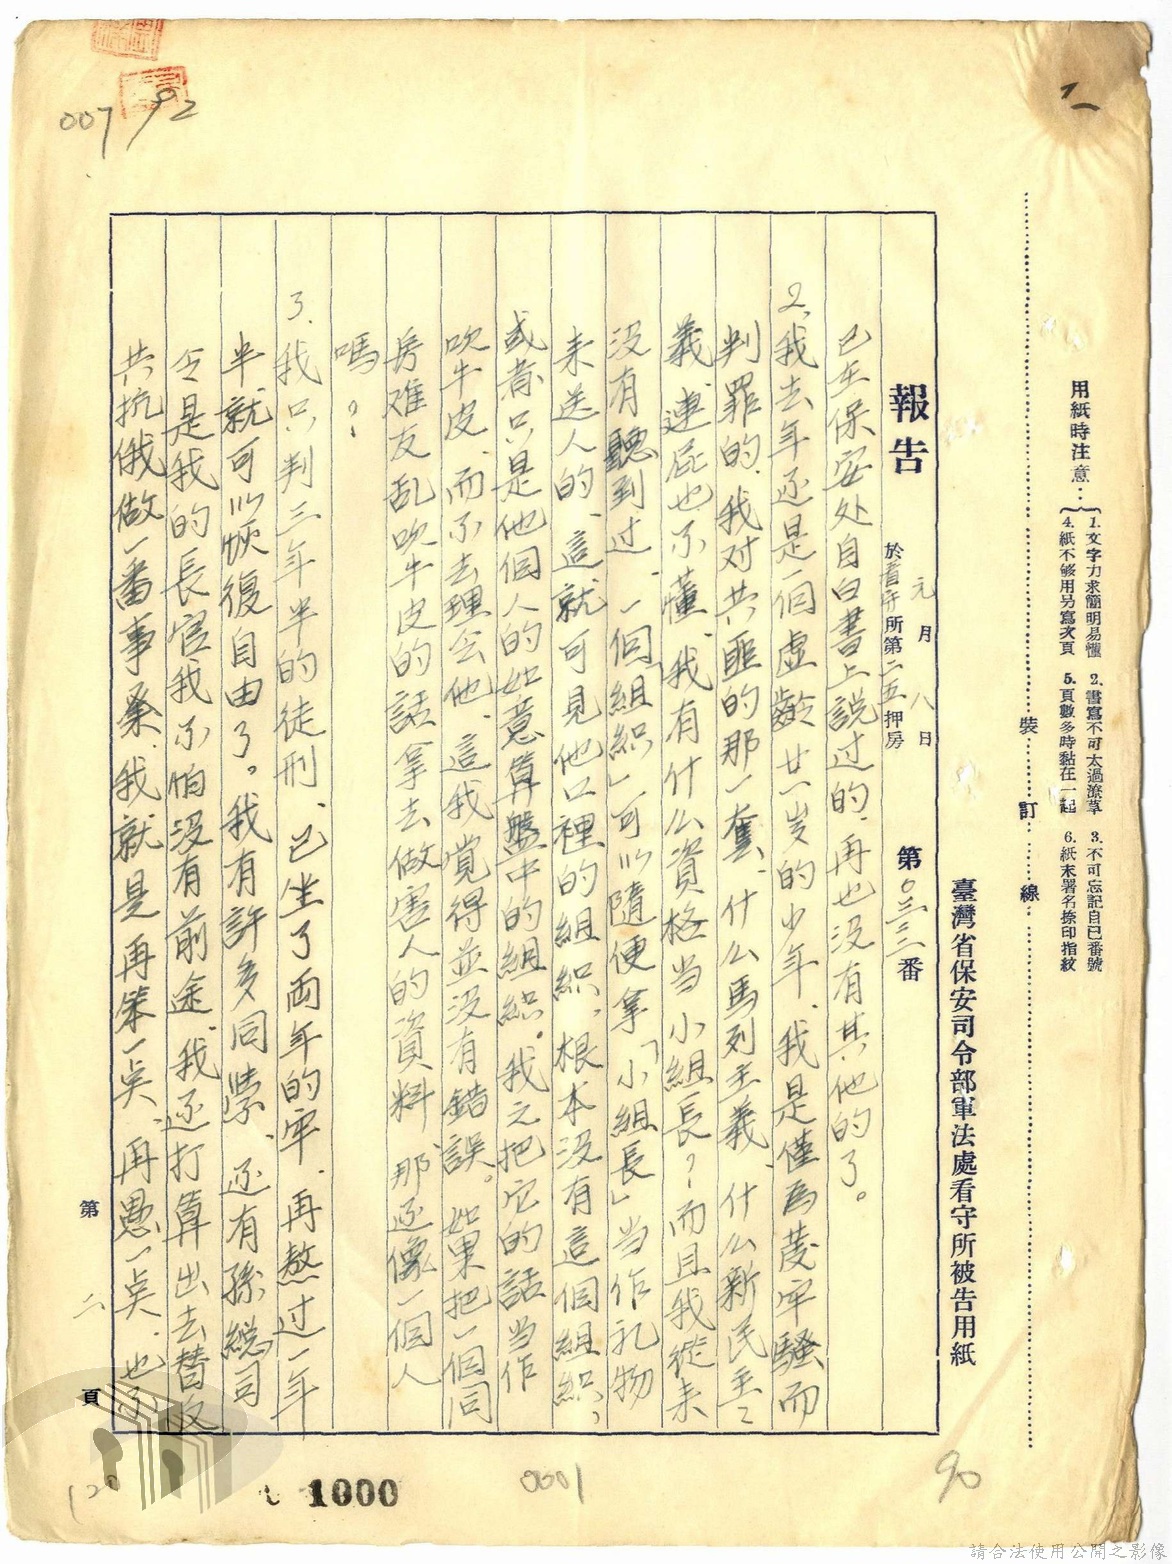 用紙時注意：
1. 文字力求簡明易懂 2. 書寫不可太過潦草 3. 不可忘記自己番號
4. 紙不够用另寫次頁 5. 頁數多時黏在一起 6. 紙末署名捺印指紋
裝 訂 線
臺灣省保安司令部軍法處看守所被告用紙
報告 元月八日 於看守所第二五押房 第 番
已在保安处自白書上說过的，再也没有其他的了。
2. 我去年还是一個虚齡廿一岁的少年，我是僅為發牢騷而
判罪的，我对共匪的那一套、什么馬列主義、什么新民主主
義連屁也不懂，我有什么資格当小組長？而且我從来
没有聽到过，一個「組織」可以隨便拿「小組長」当作礼物
来送人的，這就可見他口裡的組織，根本没有這個組織，
或者只是他個人的如意算盤中的組織。我之把它的話当作
吹牛皮，而不去理会他，這我覺得並没有錯誤。如果把一個同
房难友乱吹牛皮的話拿去做害人的資料，那还像一個人
嗎？
3. 我只判三年半的徒刑，已坐了両年的牢，再熬过一年
半，就可以恢復自由了。我有許多同學，还有孫総司
令是我的長官我不怕没有前途，我还打算出去替反
共抗俄做一番事業，我就是再笨一点，再愚一点，也不
第 二 頁
007
92
1000
0001
90
120
請合法使用公開之影像